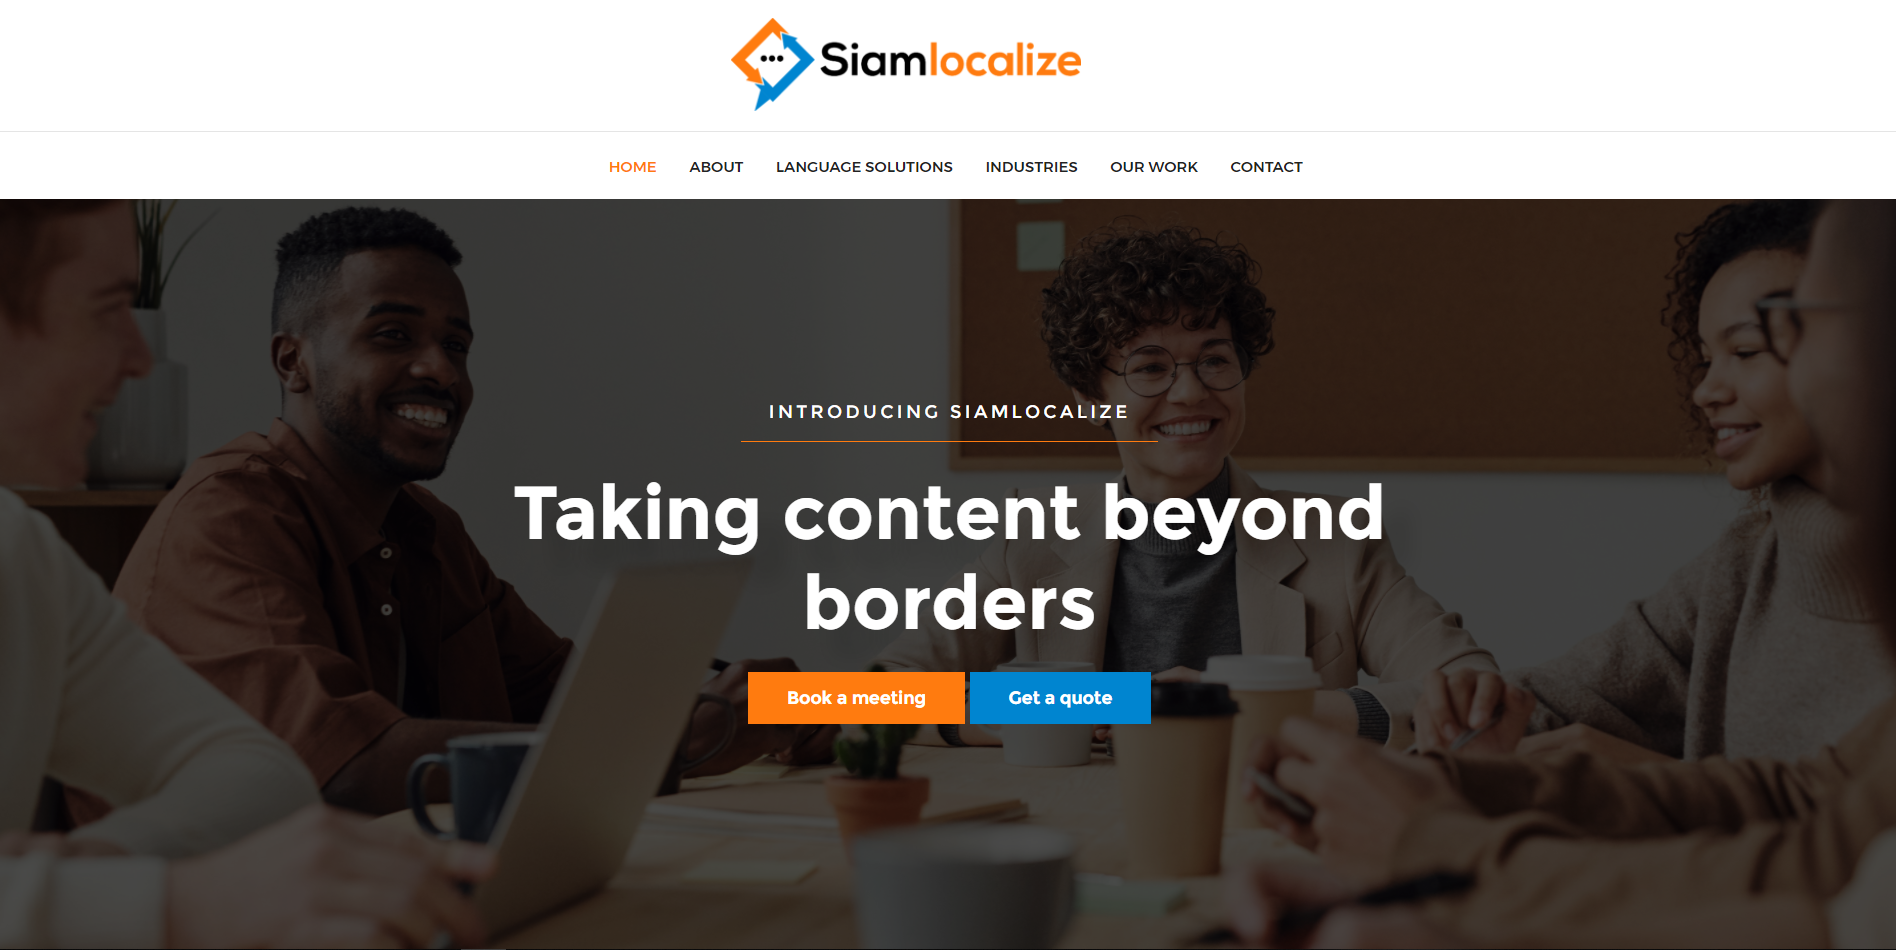 Siamlocalize
HOME ABOUT LANGUAGE SOLUTIONS INDUSTRIES OUR WORK CONTACT
INTRODUCING SIAMLOCALIZE
Taking content beyond
borders
Book a meeting Get a quote